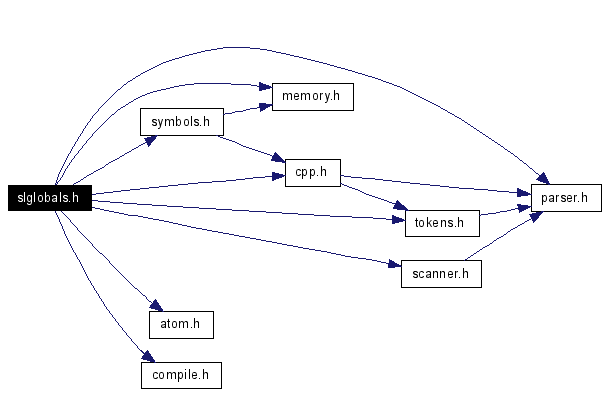 memory.h
symbols.h
cpp.h
slglobals.h
parser.h
tokens.h
scanner.h
atom.h
compile.h